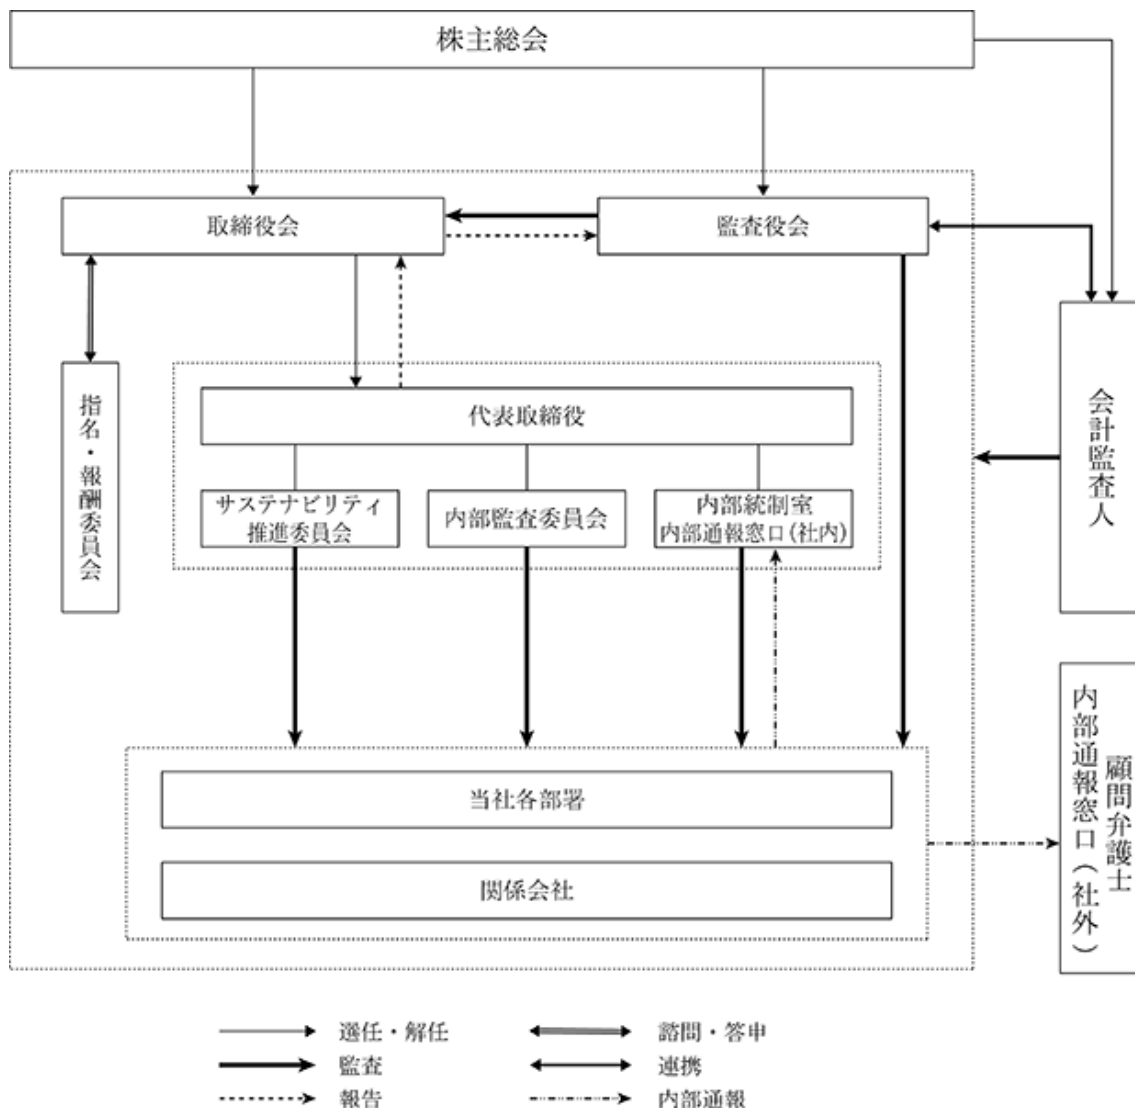 株主総会
取締役会
監査役会
指名・報酬委員会
代表取締役
会計監査人
サステナビリティ
推進委員会
内部監査委員会
内部統制室
内部通報窓口(社内)
当社各部署
関係会社
顧問弁護士
内部通報窓口(社外)
選任・解任
諮問・答申
監査
連携
報告
内部通報